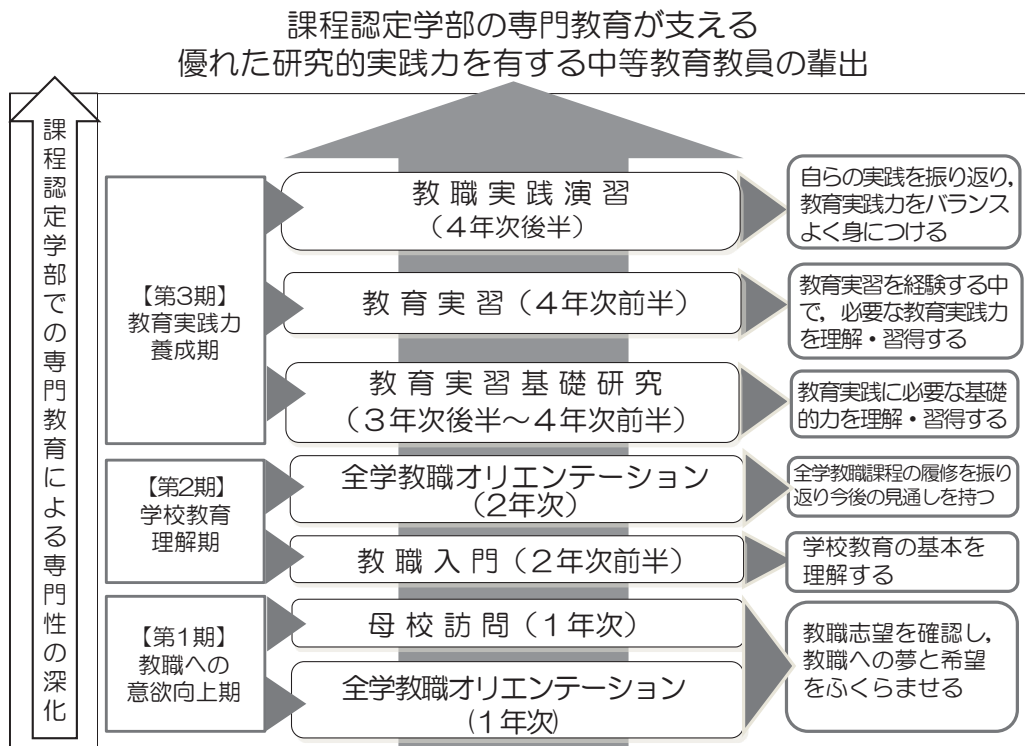 課程認定学部の専門教育が支える
優れた研究的実践力を有する中等教育教員の輩出
課程認定学部での専門教育による専門性の深化
【第3期】
教育実践力
養成期
教職実践演習
(4年次後半)
自らの実践を振り返り,
教育実践力をバランス
よく身につける
教育実習(4年次前半)
教育実習を経験する中
で,必要な教育実践力
を理解・習得する
教育実習基礎研究
(3年次後半～4年次前半)
教育実践に必要な基礎
的力を理解・習得する
【第2期】
学校教育
理解期
全学教職オリエンテーション
(2年次)
全学教職課程の履修を振り
返り今後の見通しを持つ
教職入門(2年次前半)
学校教育の基本を
理解する
【第1期】
教職への
意欲向上期
母校訪問(1年次)
全学教職オリエンテーション
(1年次)
教職志望を確認し,
教職への夢と希望
をふくらませる